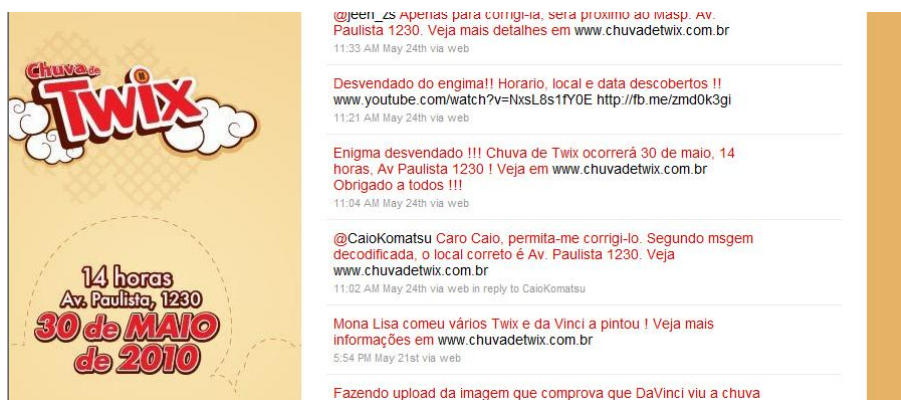 Chuva de
TWIX
14 horas
Av. Paulista, 1230
30 de MAIO
de 2010
@jeen_zs Apenas para corrigi-la, será próximo ao Masp. Av.
Paulista 1230. Veja mais detalhes em www.chuvadetwix.com.br
11:33 AM May 24th via web
Desvendado do engima!! Horario, local e data descobertos !!
www.youtube.com/watch?v=NxsL8s1fY0E http://fb.me/zmd0k3gi
11:21 AM May 24th via web
Enigma desvendado !!! Chuva de Twix ocorrerá 30 de maio, 14
horas, Av Paulista 1230 ! Veja em www.chuvadetwix.com.br
Obrigado a todos !!!
11:04 AM May 24th via web
@CaioKomatsu Caro Caio, permita-me corrigi-lo. Segundo msgem
decodificada, o local correto é Av. Paulista 1230. Veja
www.chuvadetwix.com.br
11:02 AM May 24th via web in reply to CaioKomatsu
Mona Lisa comeu vários Twix e da Vinci a pintou ! Veja mais
informações em www.chuvadetwix.com.br
5:54 PM May 21st via web
Fazendo upload da imagem que comprova que DaVinci viu a chuva